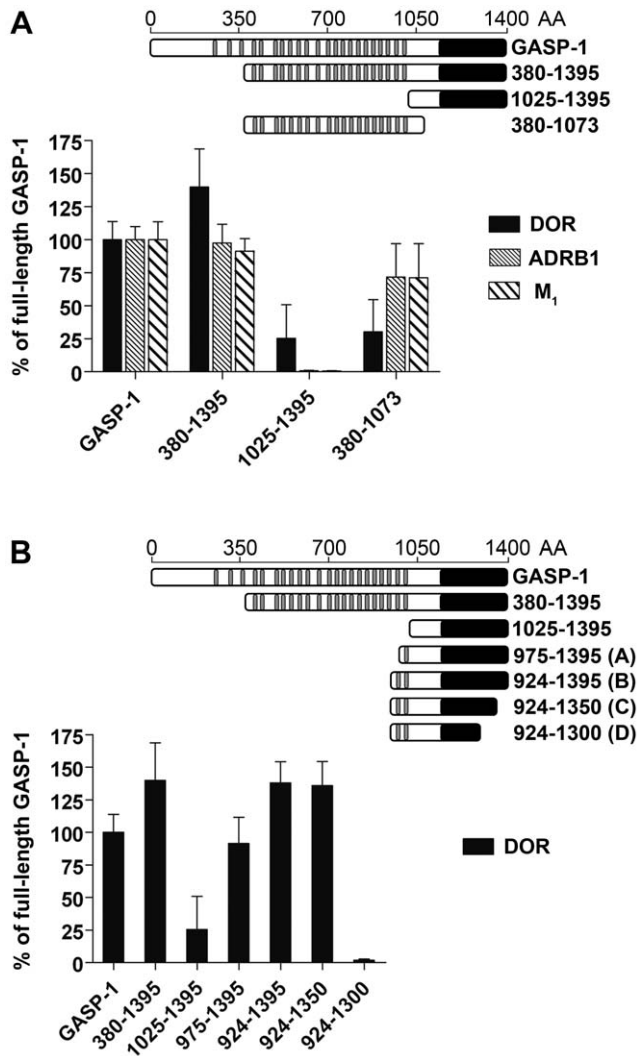 A
0 350 700 1050 1400 AA
GASP-1
380-1395
1025-1395
380-1073
% of full-length GASP-1
175
150
125
100
75
50
25
0
GASP-1
380-1395
1025-1395
380-1073
DOR
ADRB1
M1
B
0 350 700 1050 1400 AA
GASP-1
380-1395
1025-1395
975-1395 (A)
924-1395 (B)
924-1350 (C)
924-1300 (D)
% of full-length GASP-1
175
150
125
100
75
50
25
0
GASP-1
380-1395
1025-1395
975-1395
924-1395
924-1350
924-1300
DOR